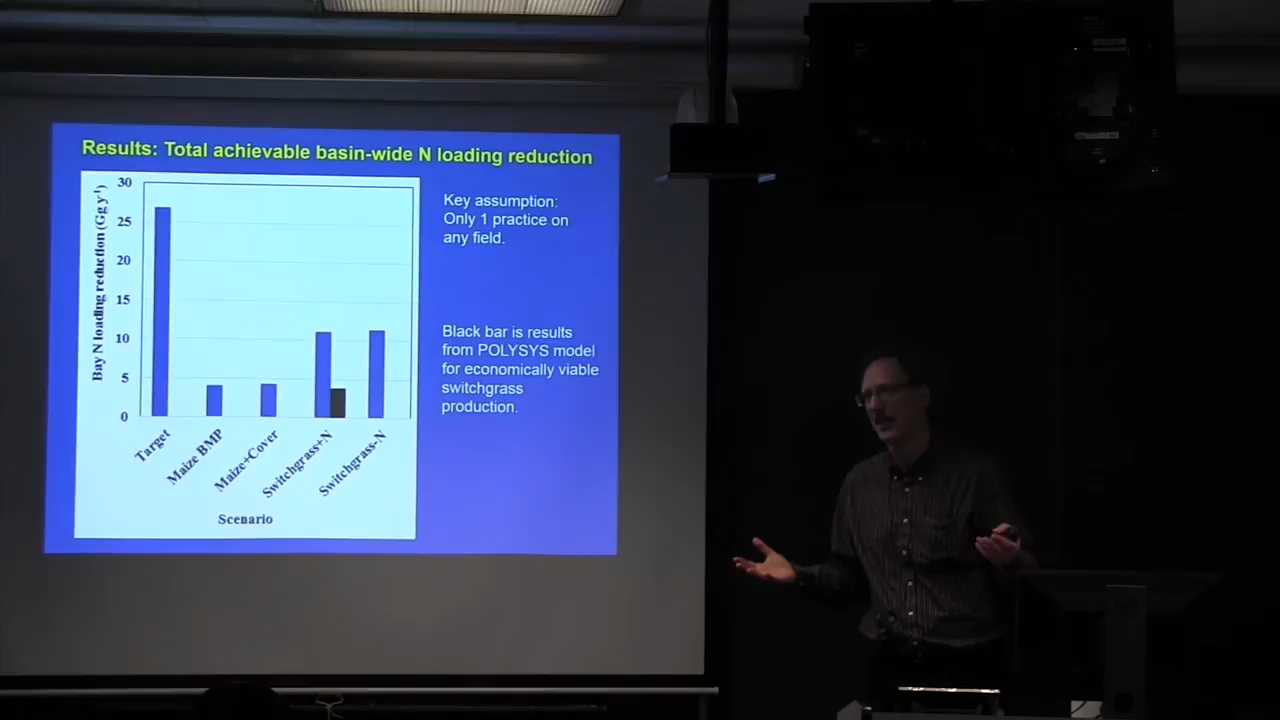 Results: Total achievable basin-wide N loading reduction
Bay N loading reduction (Gg y-1)
30
25
20
15
10
5
0
Target
Maize BMP
Maize+Cover
Switchgrass+N
Switchgrass-N
Scenario
Key assumption:
Only 1 practice on
any field.
Black bar is results
from POLYSYS model
for economically viable
switchgrass
production.